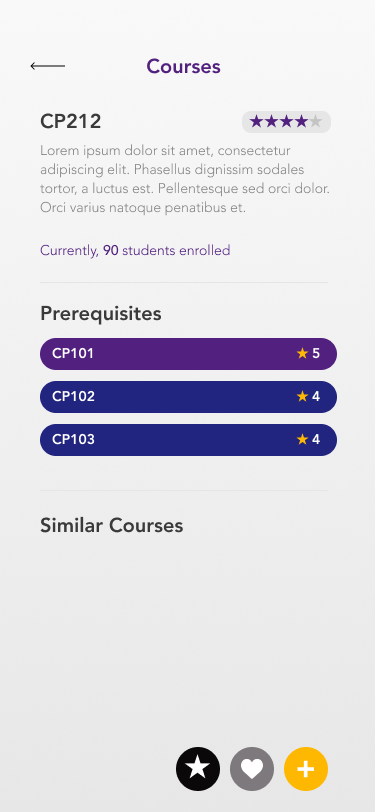 Courses
CP212
Lorem ipsum dolor sit amet, consectetur
adipiscing elit. Phasellus dignissim sodales
tortor, a luctus est. Pellentesque sed orci dolor.
Orci varius natoque penatibus et.
Currently, 90 students enrolled
Prerequisites
CP101 5
CP102 4
CP103 4
Similar Courses